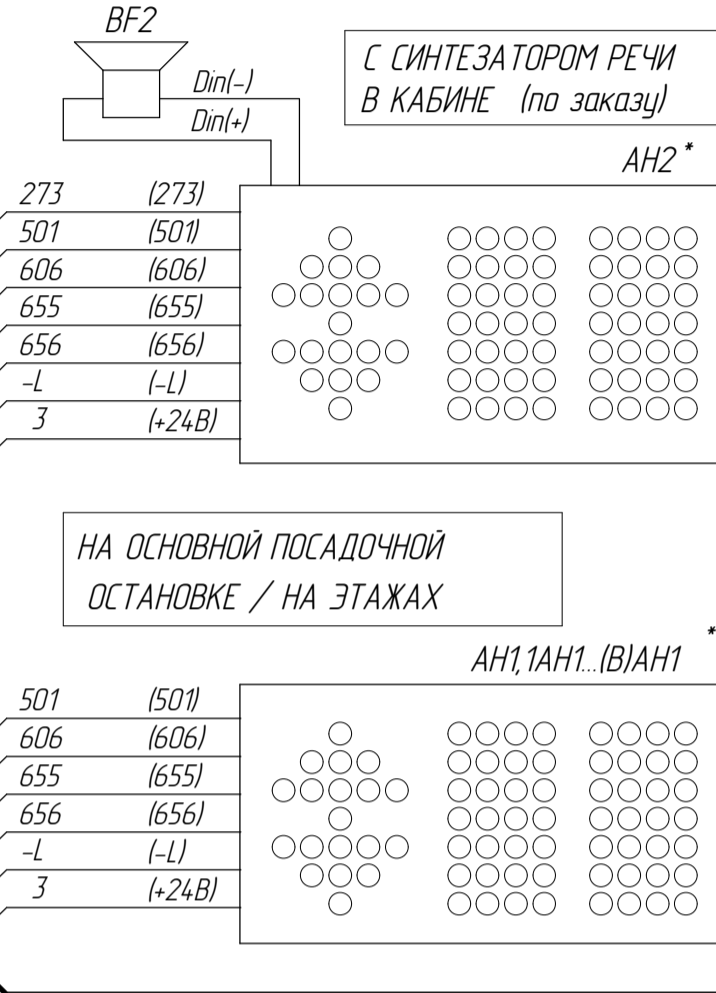 BF2
С СИНТЕЗАТОРОМ РЕЧИ
В КАБИНЕ (по заказу)
Din(-)
Din(+)
АН2*
273 (273)
501 (501)
606 (606)
655 (655)
656 (656)
-L (-L)
3 (+24В)
НА ОСНОВНОЙ ПОСАДОЧНОЙ
ОСТАНОВКЕ / НА ЭТАЖАХ
АН1,1АН1...(В)АН1 *
501 (501)
606 (606)
655 (655)
656 (656)
-L (-L)
3 (+24В)